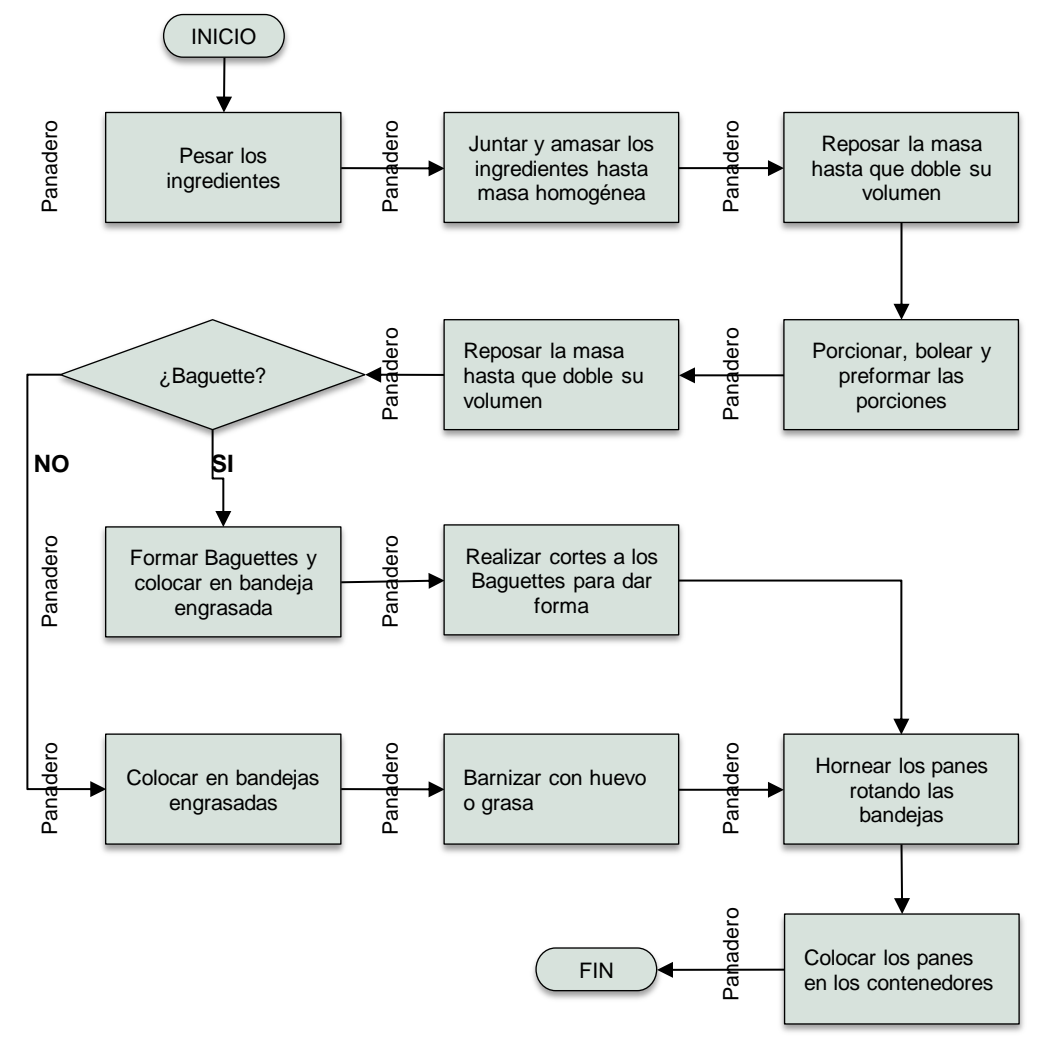 INICIO
Panadero
Pesar los
ingredientes
Panadero
Juntar y amasar los
ingredientes hasta
masa homogénea
Panadero
Reposar la masa
hasta que doble su
volumen
Panadero
Porcionar, bolear y
preformar las
porciones
Panadero
Reposar la masa
hasta que doble su
volumen
¿Baguette?
NO
SI
Panadero
Formar Baguettes y
colocar en bandeja
engrasada
Panadero
Realizar cortes a los
Baguettes para dar
forma
Panadero
Colocar en bandejas
engrasadas
Panadero
Barnizar con huevo
o grasa
Panadero
Hornear los panes
rotando las
bandejas
Panadero
Colocar los panes
en los contenedores
FIN